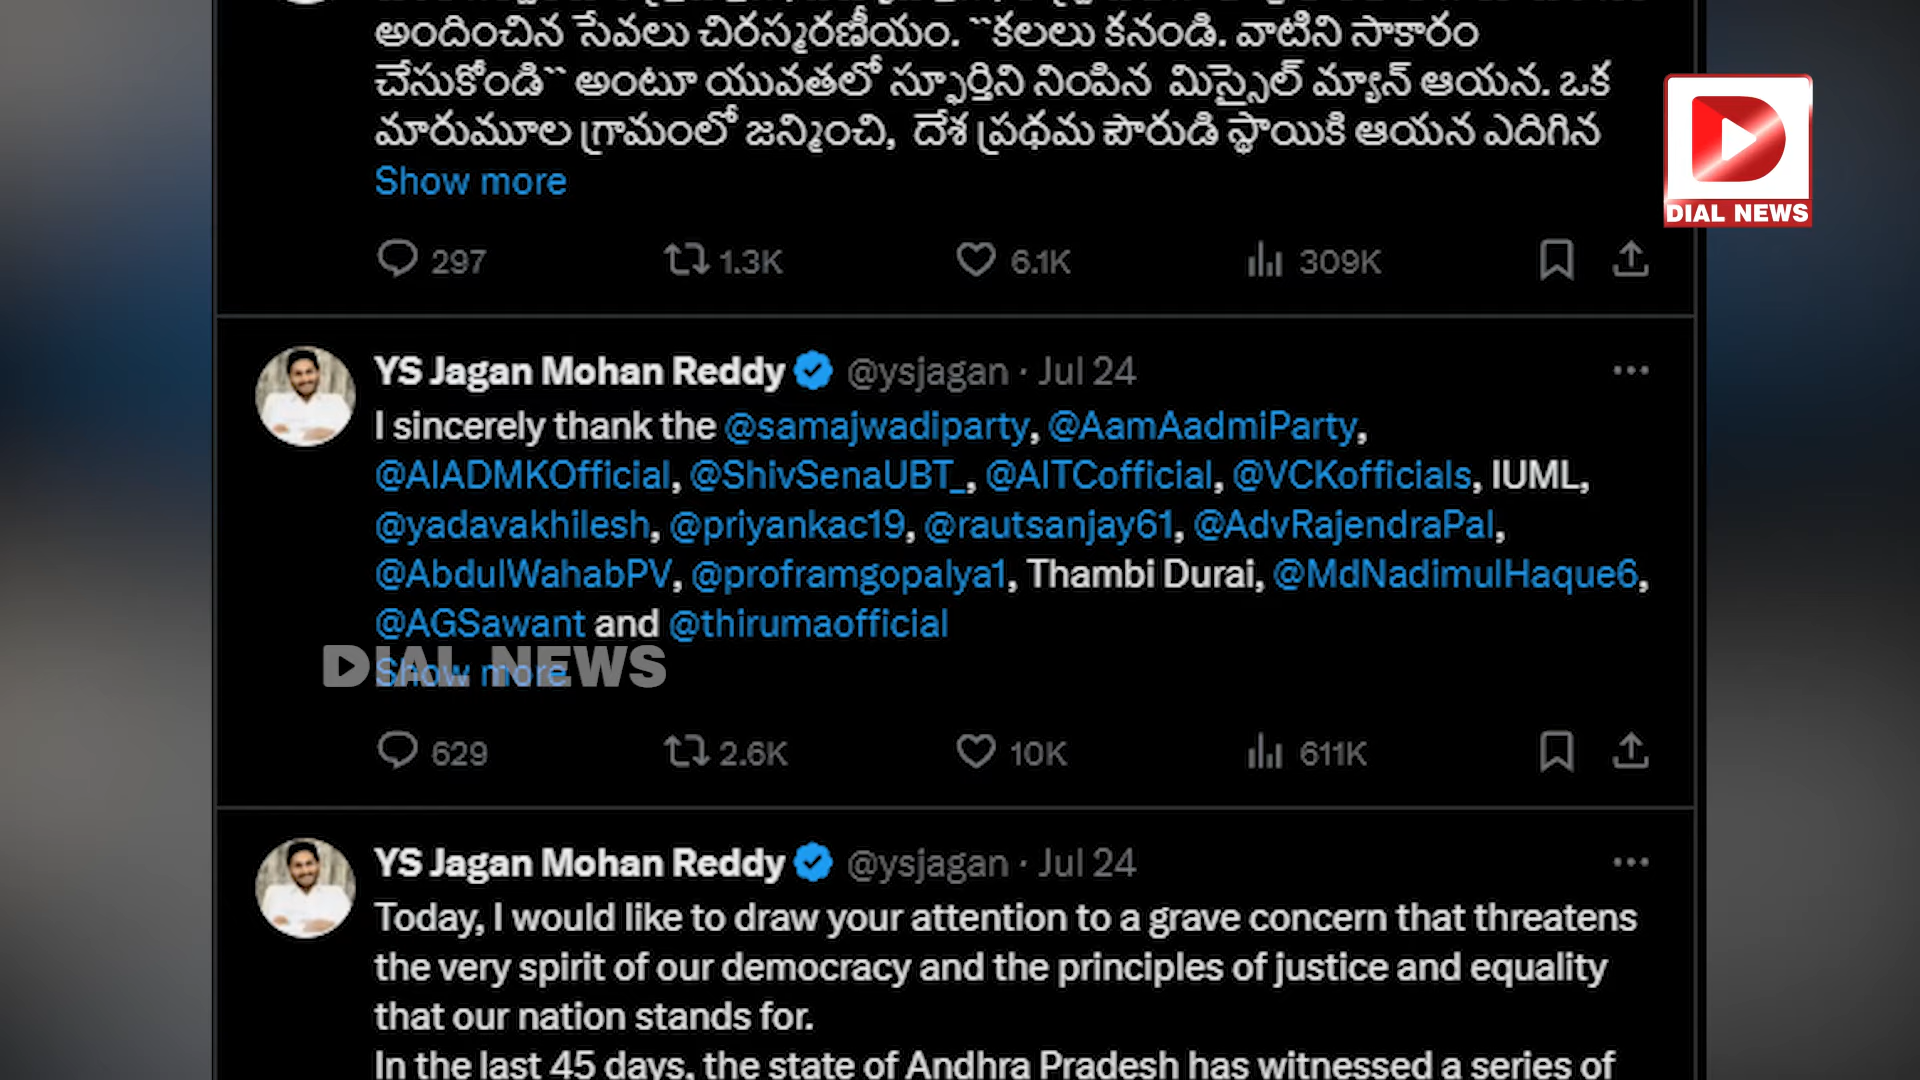 అందించిన సేవలు చిరస్మరణీయం. ``కలలు కనండి. వాటిని సాకారం
చేసుకోండి`` అంటూ యువతలో స్ఫూర్తిని నింపిన మిస్సైల్ మ్యాన్ ఆయన. ఒక
మారుమూల గ్రామంలో జన్మించి, దేశ ప్రథమ పౌరుడి స్థాయికి ఆయన ఎదిగిన
Show more
297 1.3K 6.1K 309K
DIAL NEWS
YS Jagan Mohan Reddy @ysjagan · Jul 24
I sincerely thank the @samajwadiparty, @AamAadmiParty,
@AIADMKOfficial, @ShivSenaUBT_, @AITCofficial, @VCKofficials, IUML,
@yadavakhilesh, @priyankac19, @rautsanjay61, @AdvRajendraPal,
@AbdulWahabPV, @proframgopalya1, Thambi Durai, @MdNadimulHaque6,
@AGSawant and @thirumaofficial
Show more
DIAL NEWS
629 2.6K 10K 611K
YS Jagan Mohan Reddy @ysjagan · Jul 24
Today, I would like to draw your attention to a grave concern that threatens
the very spirit of our democracy and the principles of justice and equality
that our nation stands for.
In the last 45 days, the state of Andhra Pradesh has witnessed a series of